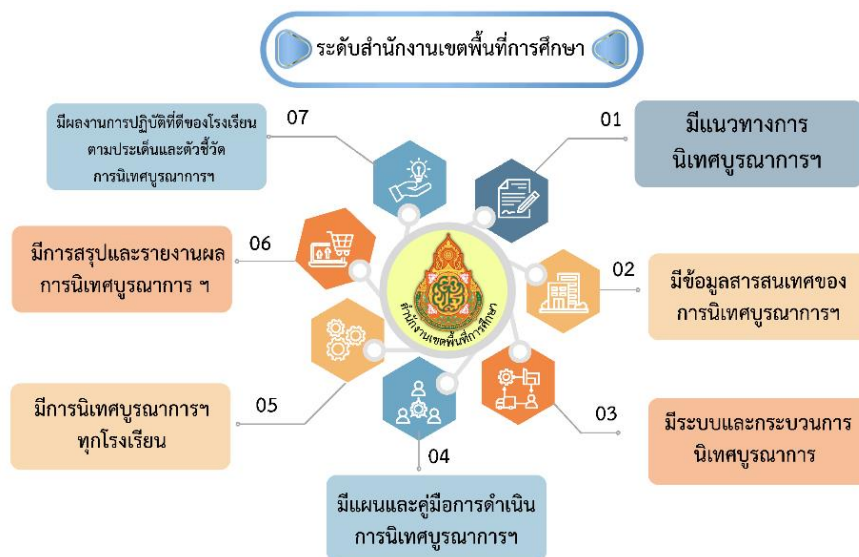 ระดับสำนักงานเขตพื้นที่การศึกษา
01
มีแนวทางการ
นิเทศบูรณาการฯ
02
มีข้อมูลสารสนเทศของ
การนิเทศบูรณาการฯ
03
มีระบบและกระบวนการ
นิเทศบูรณาการ
04
มีแผนและคู่มือการดำเนิน
การนิเทศบูรณาการฯ
05
มีการนิเทศบูรณาการฯ
ทุกโรงเรียน
06
มีการสรุปและรายงานผล
การนิเทศบูรณาการ ฯ
07
มีผลงานการปฏิบัติที่ดีของโรงเรียน
ตามประเด็นและตัวชี้วัด
การนิเทศบูรณาการฯ
สำนักงานเขตพื้นที่การศึกษา